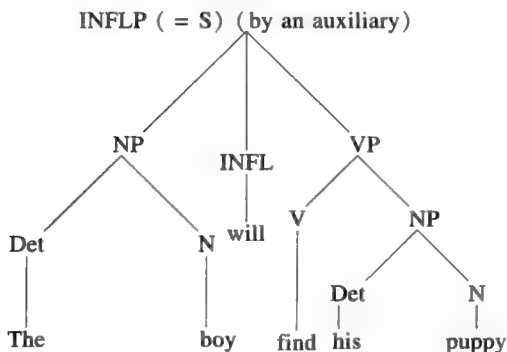 INFLP ( = S) (by an auxiliary)
NP VP
INFL
V NP
Det N will
Det N
The boy find his puppy